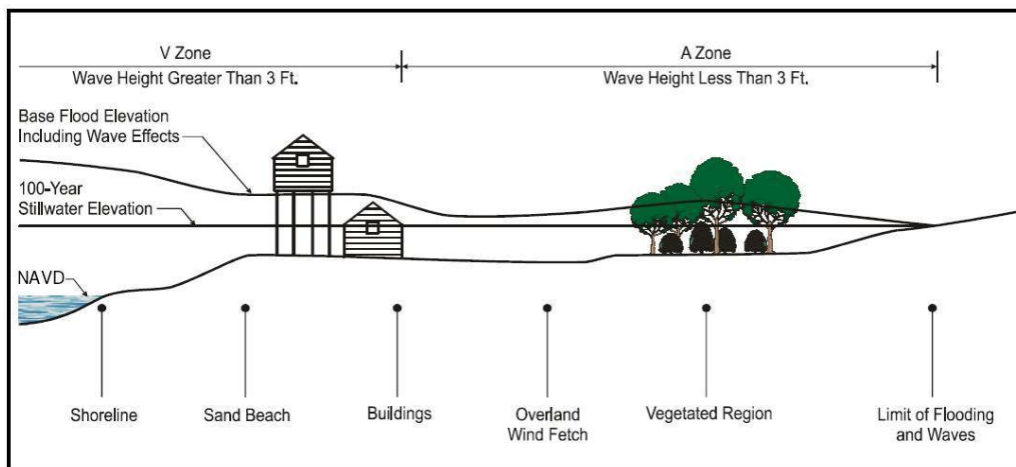 V Zone
Wave Height Greater Than 3 Ft.
A Zone
Wave Height Less Than 3 Ft.
Base Flood Elevation
Including Wave Effects
100-Year
Stillwater Elevation
NAVD
Shoreline
Sand Beach
Buildings
Overland
Wind Fetch
Vegetated Region
Limit of Flooding
and Waves